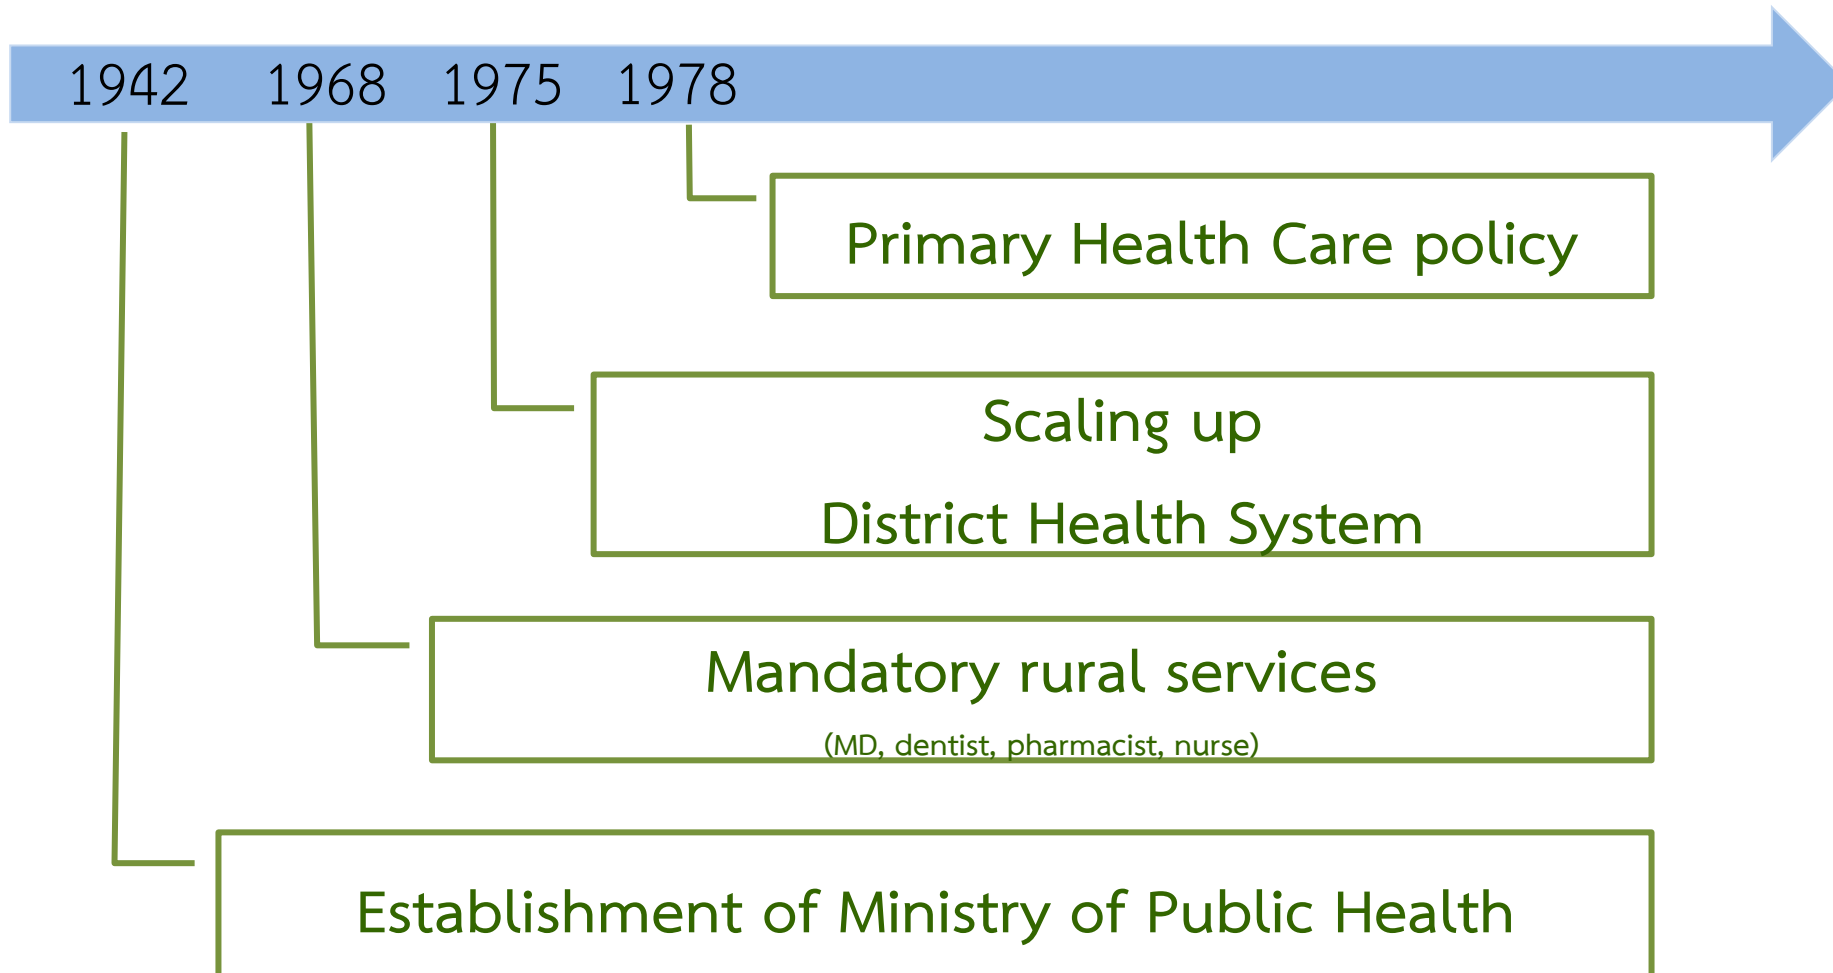 1942 1968 1975 1978
Primary Health Care policy
Scaling up
District Health System
Mandatory rural services
(MD, dentist, pharmacist, nurse)
Establishment of Ministry of Public Health